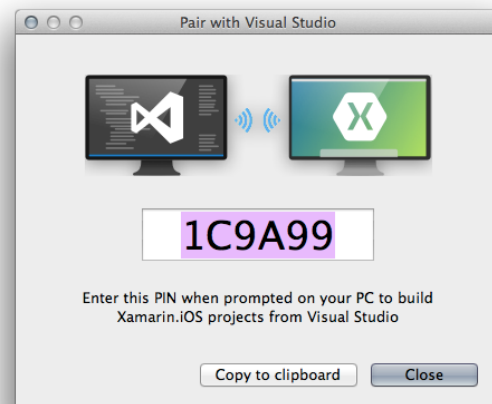 Pair with Visual Studio
1C9A99
Enter this PIN when prompted on your PC to build
Xamarin.iOS projects from Visual Studio
Copy to clipboard
Close